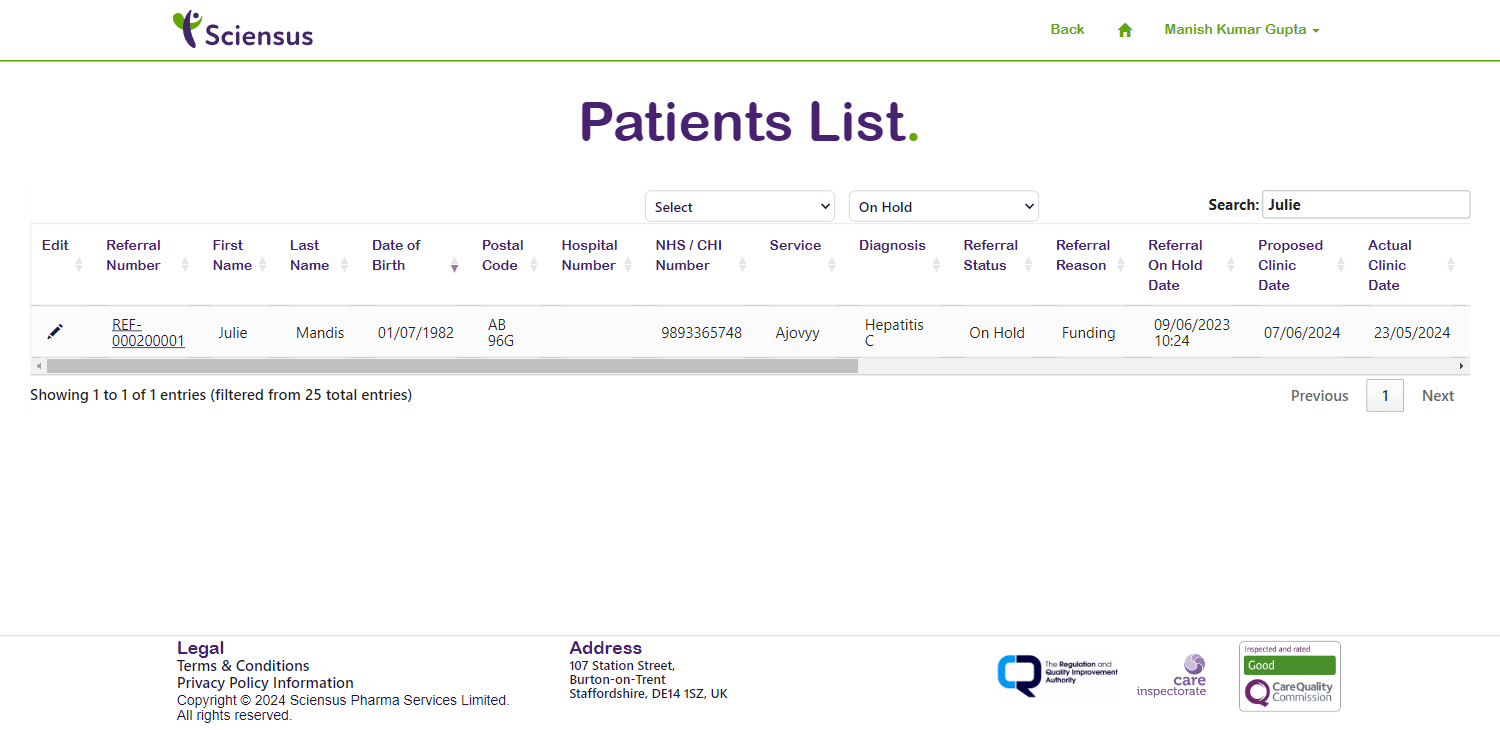 Sciensus
Back
Manish Kumar Gupta
Patients List.
Select
On Hold
Search: Julie
Edit
Referral Number
First Name
Last Name
Date of Birth
Postal Code
Hospital Number
NHS / CHI Number
Service
Diagnosis
Referral Status
Referral Reason
Referral On Hold Date
Proposed Clinic Date
Actual Clinic Date
REF-
000200001
Julie
Mandis
01/07/1982
AB
96G
9893365748
Ajovyy
Hepatitis
C
On Hold
Funding
09/06/2023
10:24
07/06/2024
23/05/2024
Showing 1 to 1 of 1 entries (filtered from 25 total entries)
Previous 1 Next
Legal
Terms & Conditions
Privacy Policy Information
Copyright © 2024 Sciensus Pharma Services Limited.
All rights reserved.
Address
107 Station Street,
Burton-on-Trent
Staffordshire, DE14 1SZ, UK
The Regulation and
Quality Improvement
Authority
care
inspectorate
Inspected and rated
Good
CareQuality
Commission